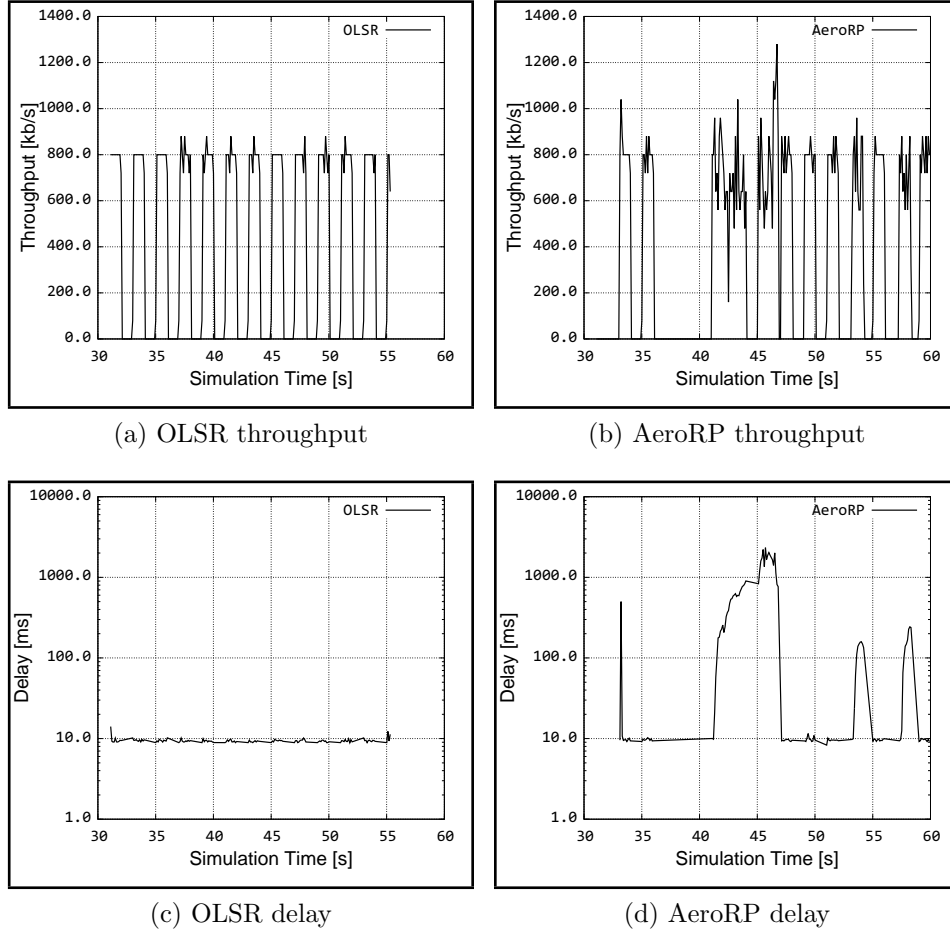 1400.0
1200.0
1000.0
800.0
600.0
400.0
200.0
0.0
30 35 40 45 50 55 60
Throughput [kb/s]
Simulation Time [s]
OLSR
(a) OLSR throughput
1400.0
1200.0
1000.0
800.0
600.0
400.0
200.0
0.0
30 35 40 45 50 55 60
Throughput [kb/s]
Simulation Time [s]
AeroRP
(b) AeroRP throughput
10000.0
1000.0
100.0
10.0
1.0
30 35 40 45 50 55 60
Delay [ms]
Simulation Time [s]
OLSR
(c) OLSR delay
10000.0
1000.0
100.0
10.0
1.0
30 35 40 45 50 55 60
Delay [ms]
Simulation Time [s]
AeroRP
(d) AeroRP delay